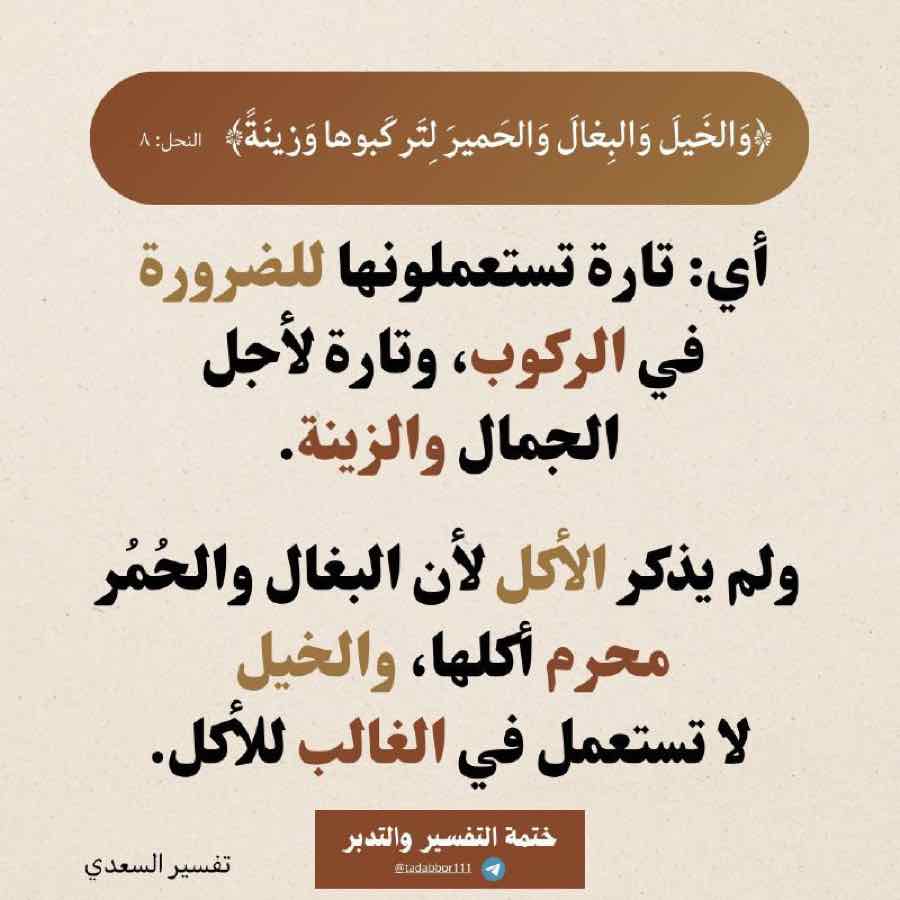 ﴿وَالخَيلَ وَالبِغالَ وَالحَميرَ لِتَركَبوها وَزينَةً﴾ النحل: ٨
أي: تارة تستعملونها للضرورة
في الركوب، وتارة لأجل
الجمال والزينة.
ولم يذكر الأكل لأن البغال والحُمُر
محرم أكلها، والخيل
لا تستعمل في الغالب للأكل.
ختمة التفسير والتدبر
@tadabbor111
تفسير السعدي